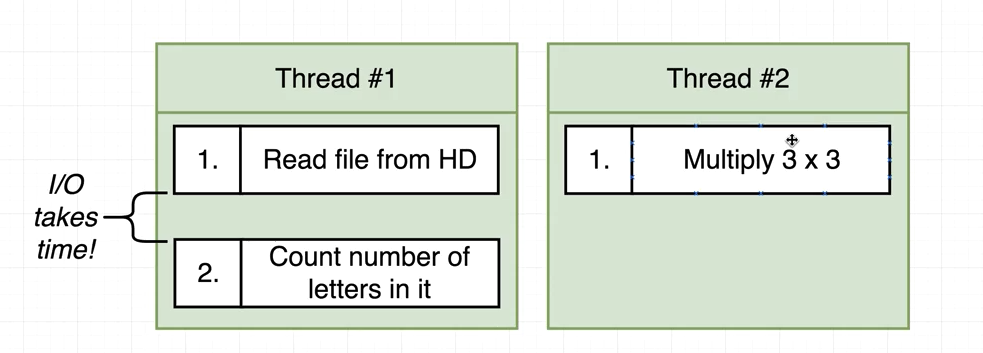 Thread #1
1.
Read file from HD
I/O
takes
time!
2.
Count number of
letters in it
Thread #2
1.
Multiply 3 x 3